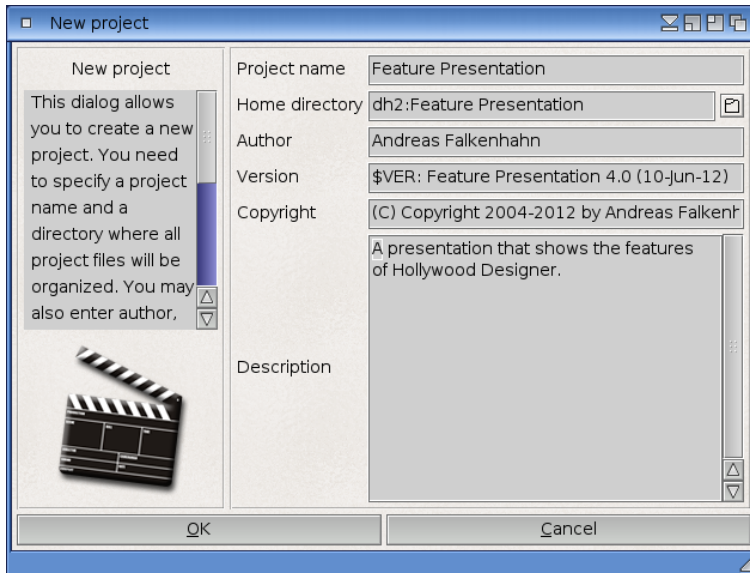 New project
New project
This dialog allows
you to create a new
project. You need
to specify a project
name and a
directory where all
project files will be
organized. You may
also enter author,
Project name Feature Presentation
Home directory dh2:Feature Presentation
Author Andreas Falkenhahn
Version $VER: Feature Presentation 4.0 (10-Jun-12)
Copyright (C) Copyright 2004-2012 by Andreas Falkenh
Description
A presentation that shows the features
of Hollywood Designer.
OK Cancel